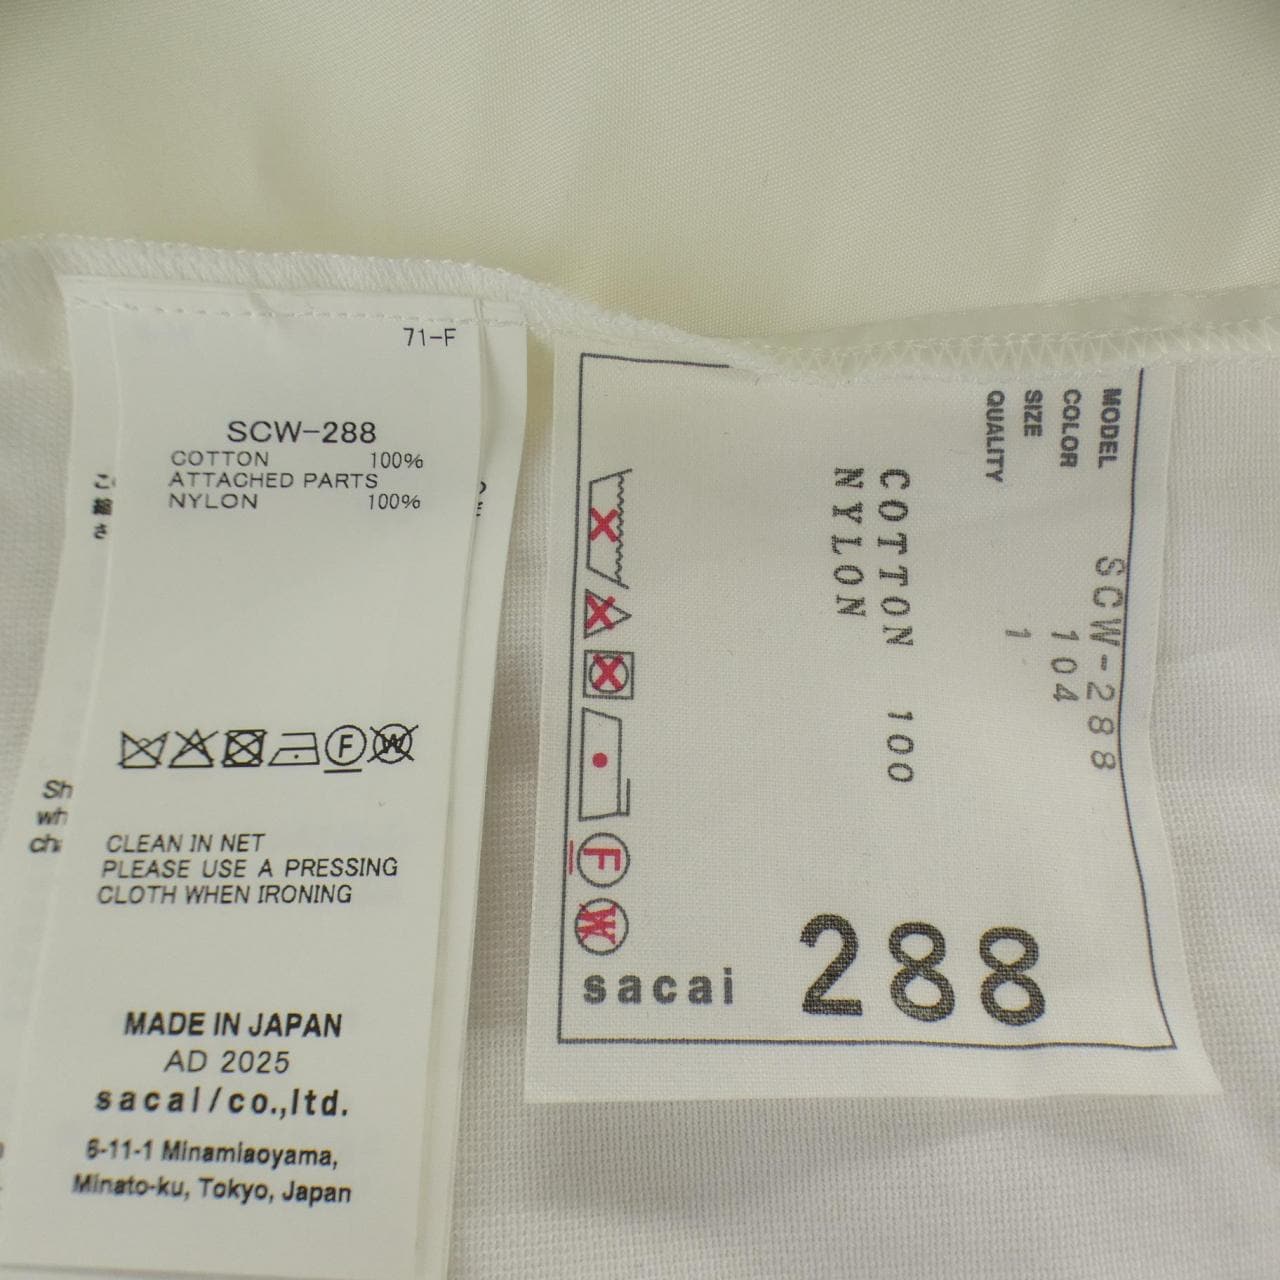 71-F
SCW-288
COTTON 100%
ATTACHED PARTS
NYLON 100%
F
W
CLEAN IN NET
PLEASE USE A PRESSING
CLOTH WHEN IRONING
MADE IN JAPAN
AD 2025
sacai/co.,ltd.
6-11-1 Minamiaoyama,
Minato-ku, Tokyo, Japan
Sh
wh
MODEL SCW-288
COLOR 104
SIZE 1
QUALITY
COTTON 100
NYLON
F
W
sacai 288